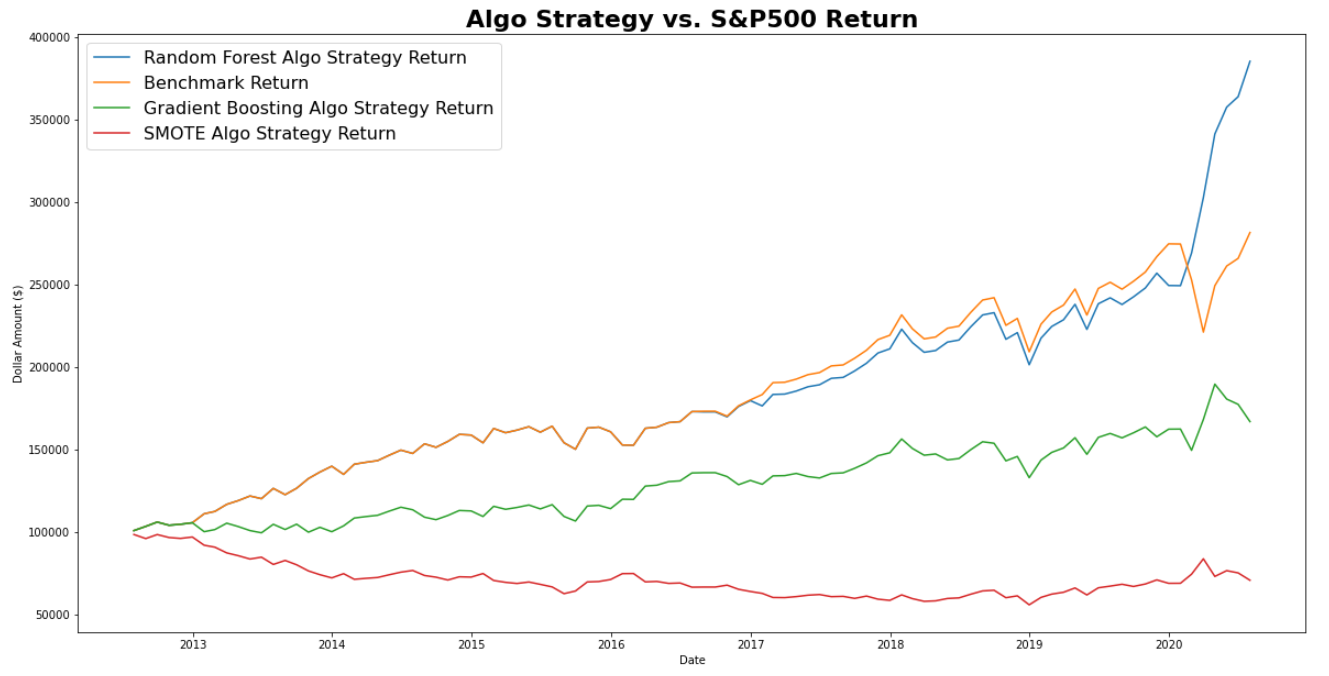 Algo Strategy vs. S&P500 Return
400000
350000
300000
250000
200000
150000
100000
50000
Dollar Amount ($)
Random Forest Algo Strategy Return
Benchmark Return
Gradient Boosting Algo Strategy Return
SMOTE Algo Strategy Return
2013 2014 2015 2016 2017 2018 2019 2020
Date